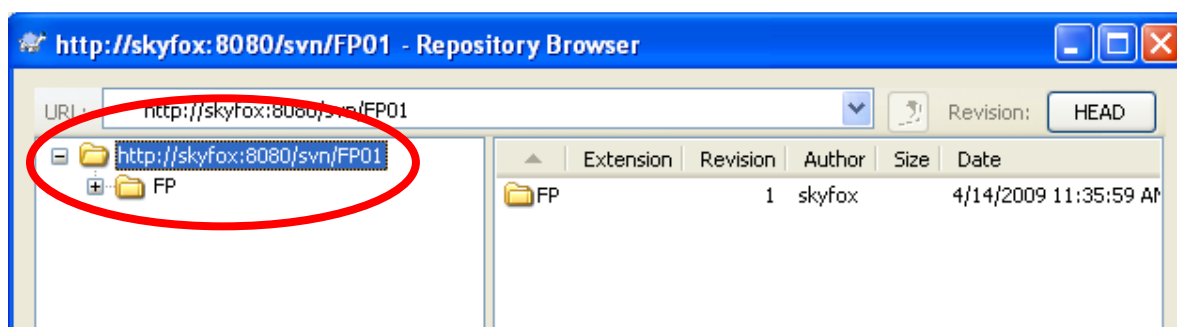 http://skyfox:8080/svn/FP01 - Repository Browser
URL: http://skyfox:8080/svn/FP01 Revision: HEAD
http://skyfox:8080/svn/FP01 Extension Revision Author Size Date
FP FP 1 skyfox 4/14/2009 11:35:59 AM